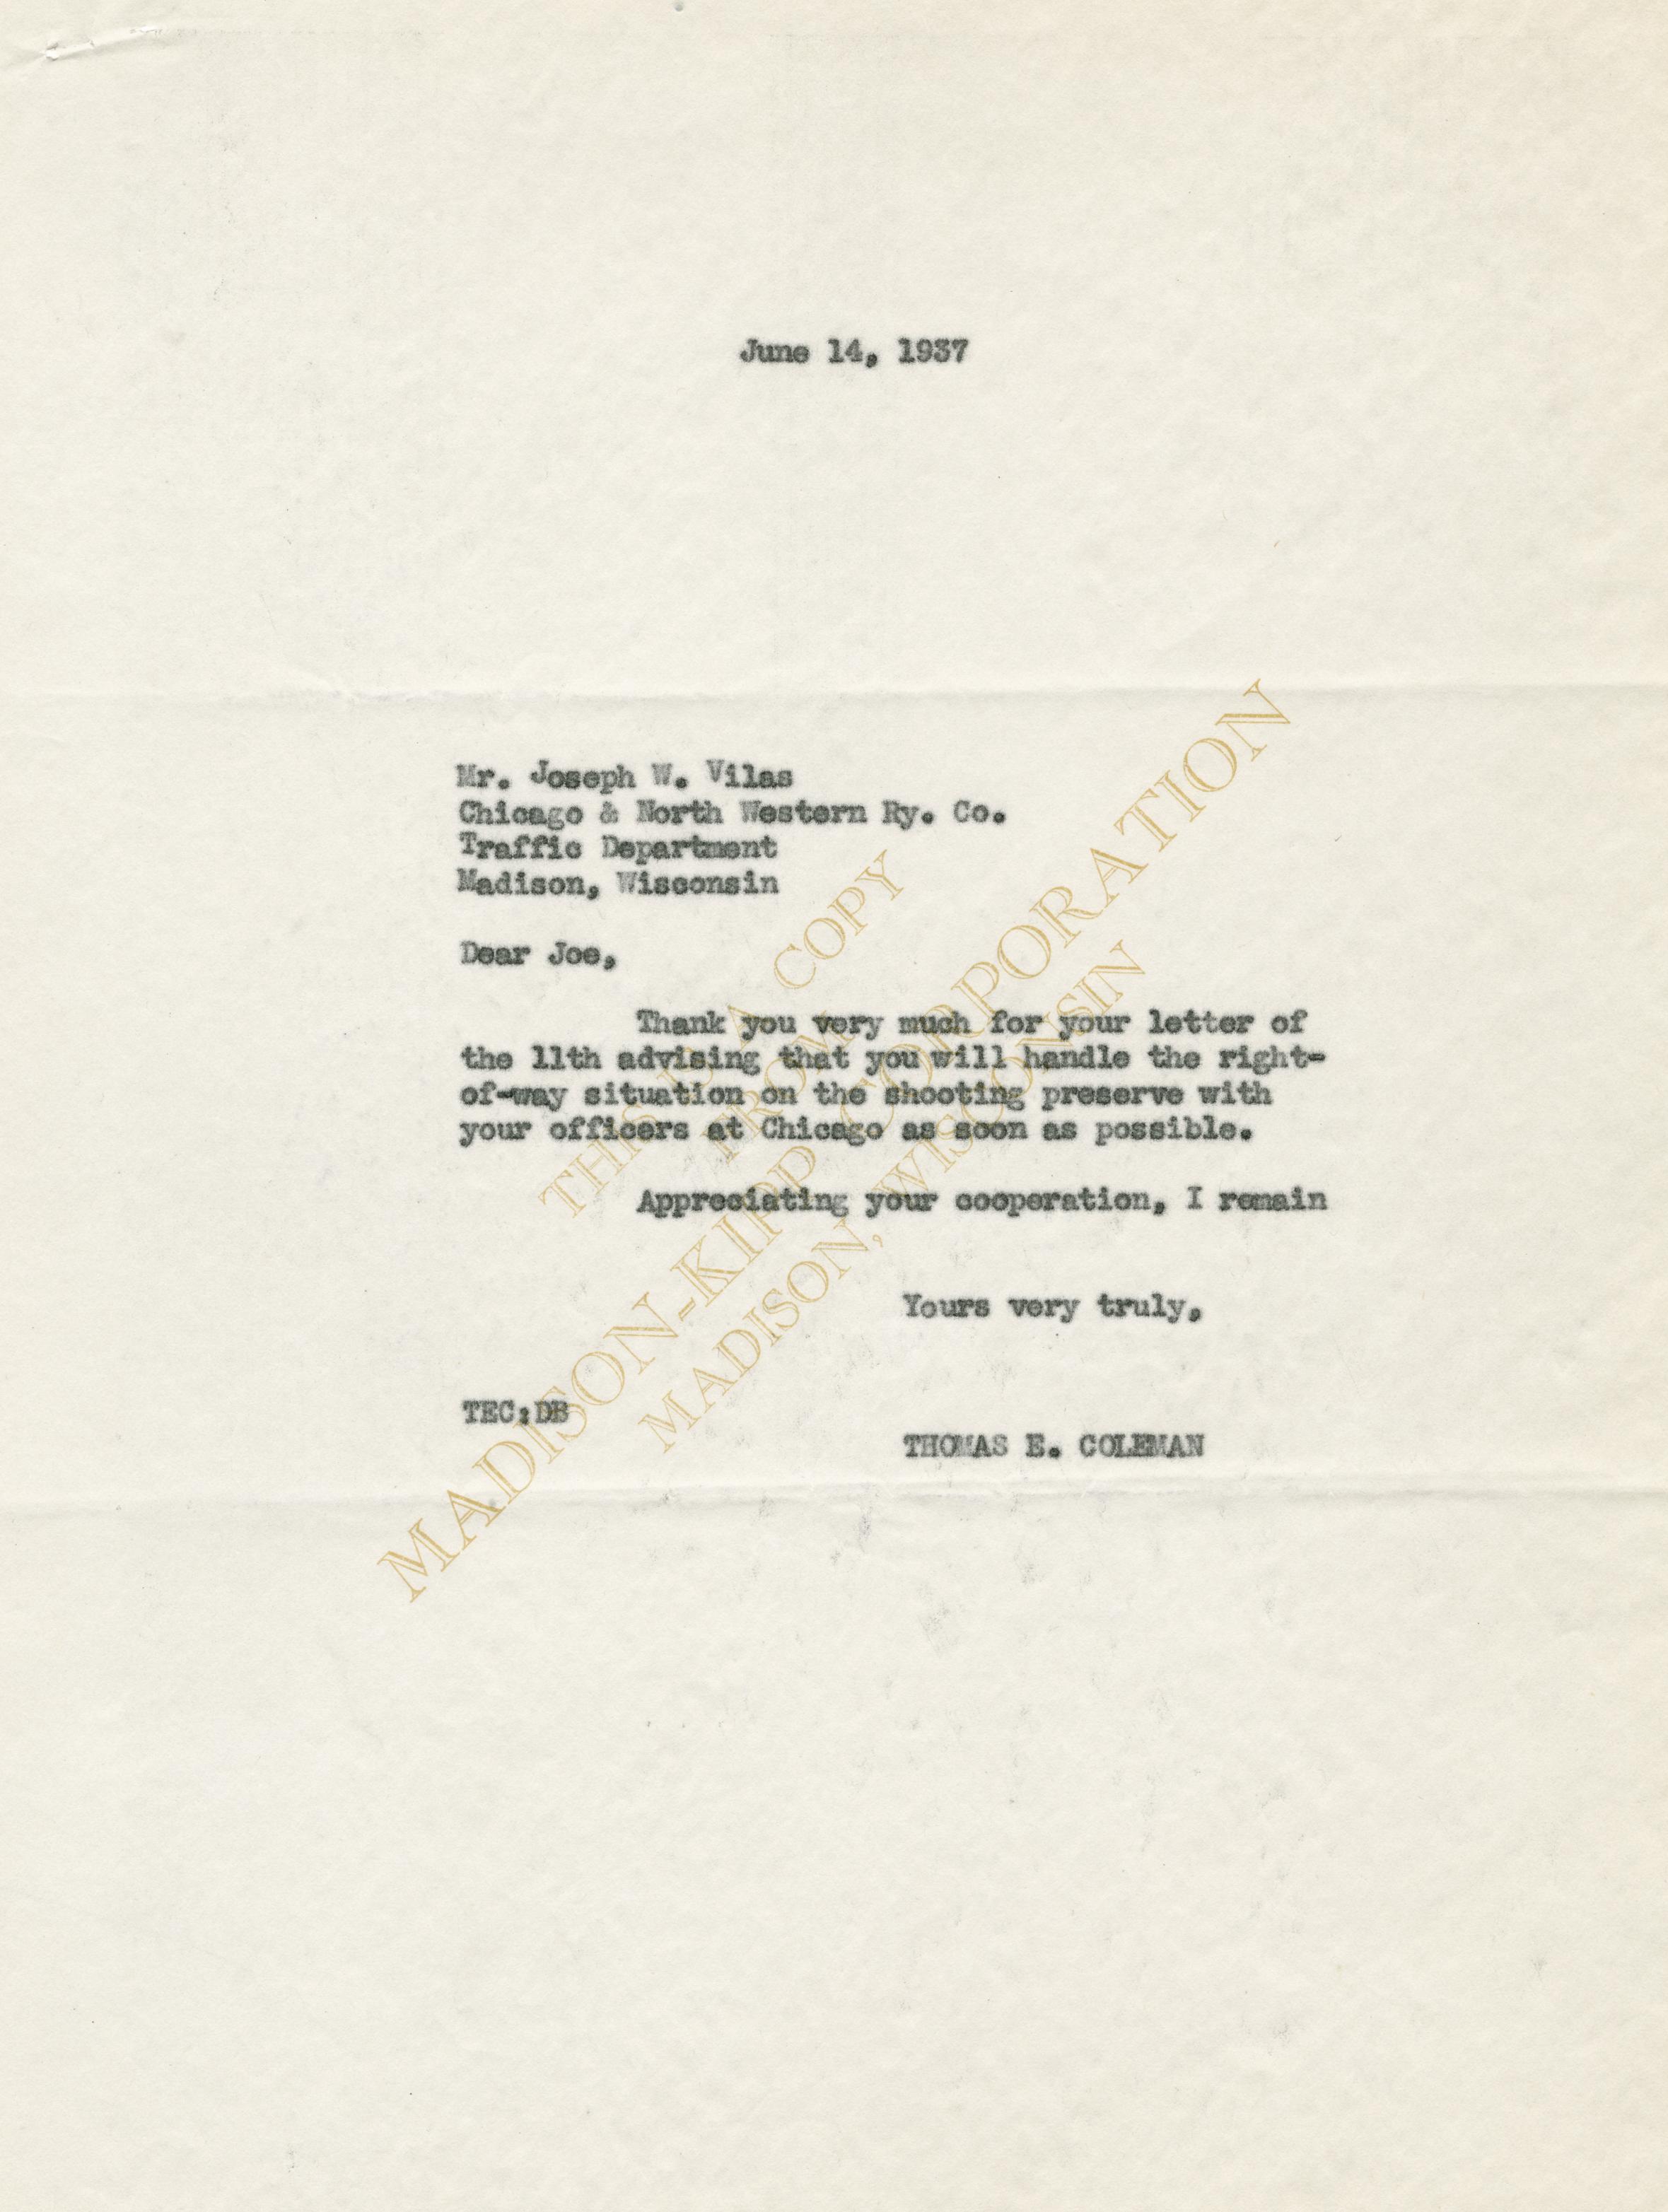 June 14, 1937
Mr. Joseph W. Vilas
Chicago & North Western Ry. Co.
Traffic Department
Madison, Wisconsin
Dear Joe,
Thank you very much for your letter of
the 11th advising that you will handle the right-
of-way situation on the shooting preserve with
your officers at Chicago as soon as possible.
Appreciating your cooperation, I remain
Yours very truly,
TEC:DB
THOMAS E. COLEMAN
THIS IS A COPY
FROM
MADISON-KIPP CORPORATION
MADISON, WISCONSIN